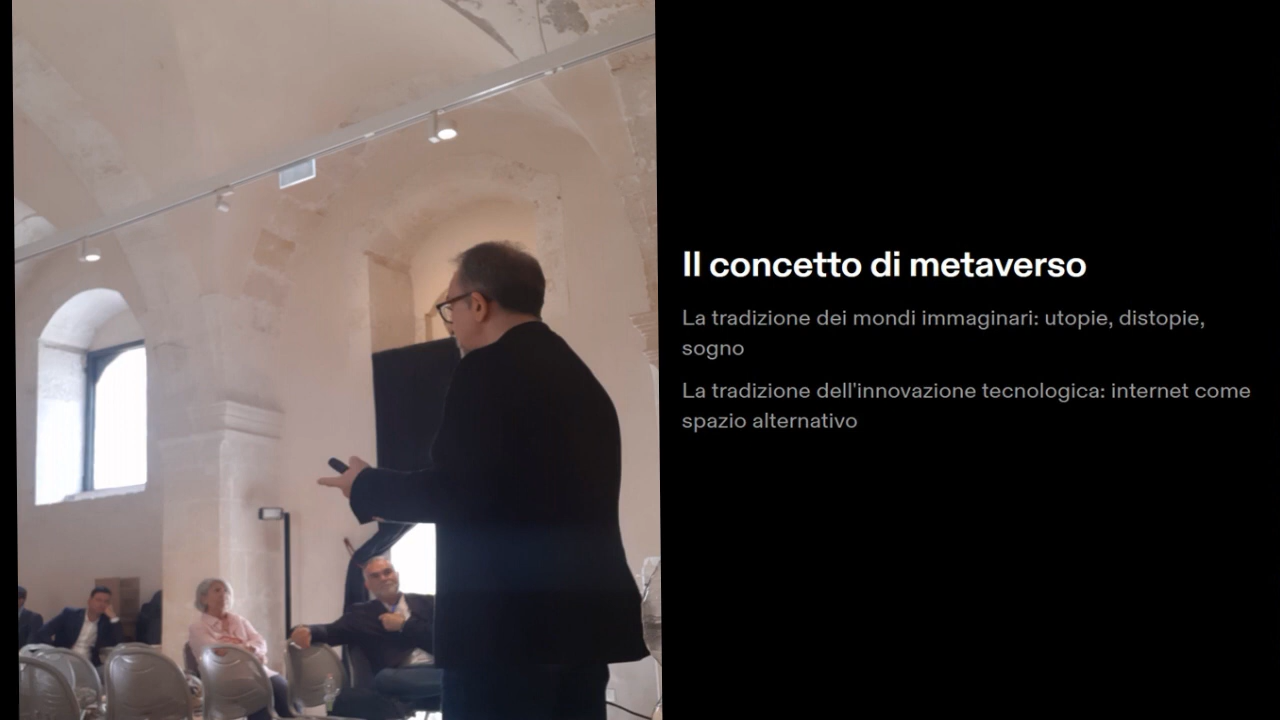 Il concetto di metaverso
La tradizione dei mondi immaginari: utopie, distopie,
sogno
La tradizione dell'innovazione tecnologica: internet come
spazio alternativo